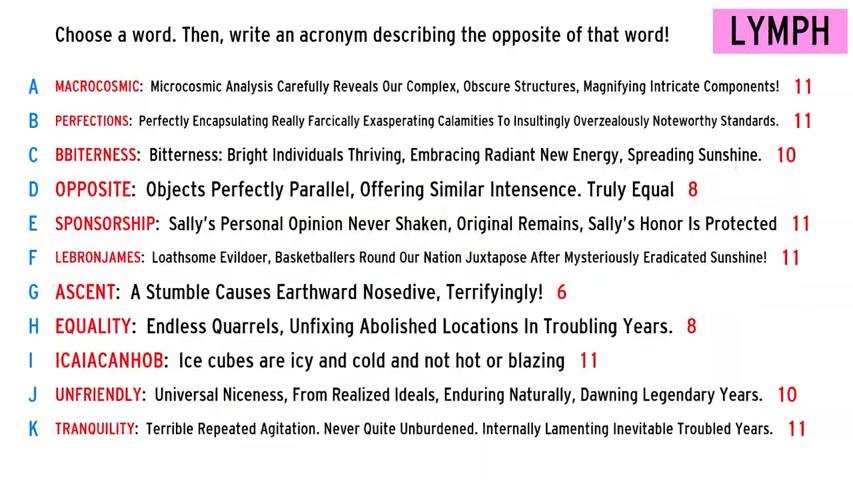 Choose a word. Then, write an acronym describing the opposite of that word!
LYMPH
A MACROCOSMIC: Microcosmic Analysis Carefully Reveals Our Complex, Obscure Structures, Magnifying Intricate Components! 11
B PERFECTIONS: Perfectly Encapsulating Really Farcically Exasperating Calamities To Insultingly Overzealously Noteworthy Standards. 11
C BBITERNESS: Bitterness: Bright Individuals Thriving, Embracing Radiant New Energy, Spreading Sunshine. 10
D OPPOSITE: Objects Perfectly Parallel, Offering Similar Intensence. Truly Equal 8
E SPONSORSHIP: Sally's Personal Opinion Never Shaken, Original Remains, Sally's Honor Is Protected 11
F LEBRONJAMES: Loathsome Evildoer, Basketballers Round Our Nation Juxtapose After Mysteriously Eradicated Sunshine! 11
G ASCENT: A Stumble Causes Earthward Nosedive, Terrifyingly! 6
H EQUALITY: Endless Quarrels, Unfixing Abolished Locations In Troubling Years. 8
I ICAIACANHOB: Ice cubes are icy and cold and not hot or blazing 11
J UNFRIENDLY: Universal Niceness, From Realized Ideals, Enduring Naturally, Dawning Legendary Years. 10
K TRANQUILITY: Terrible Repeated Agitation. Never Quite Unburdened. Internally Lamenting Inevitable Troubled Years. 11